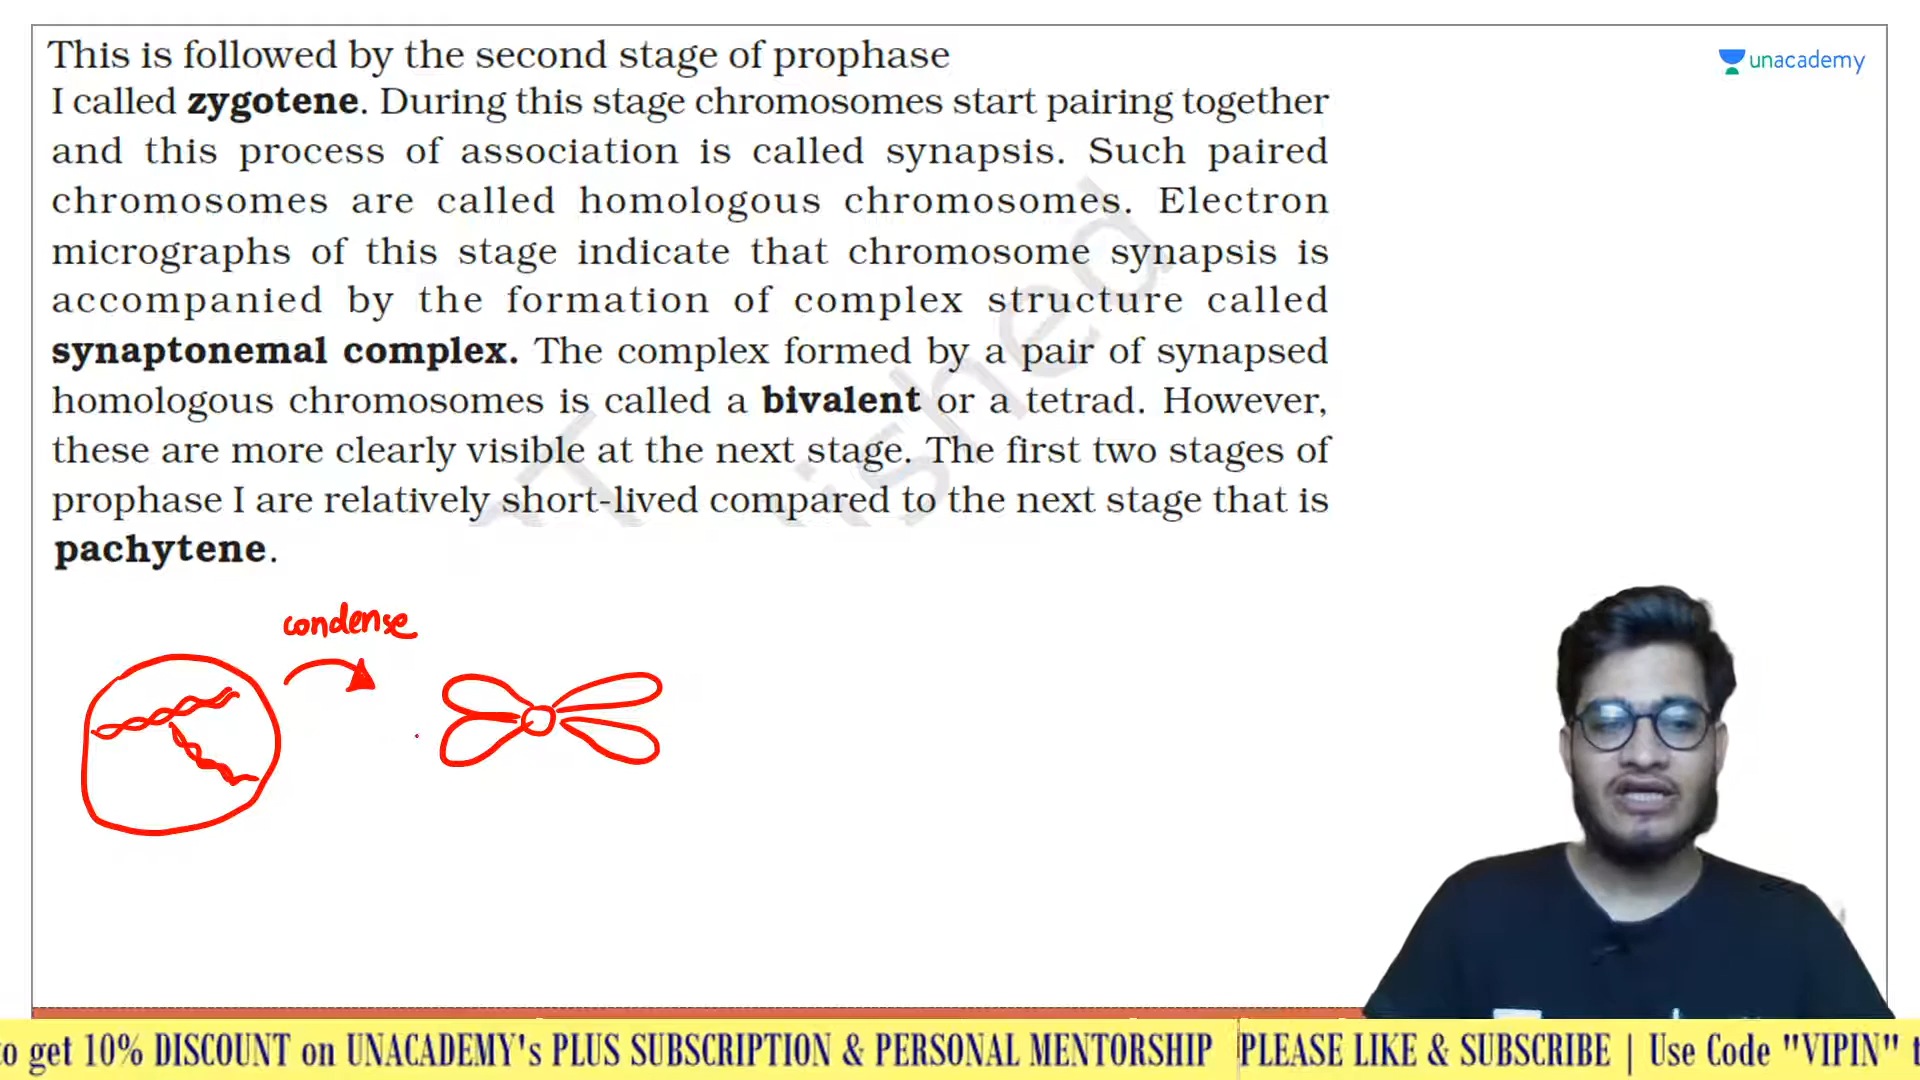 This is followed by the second stage of prophase
I called zygotene. During this stage chromosomes start pairing together
and this process of association is called synapsis. Such paired
chromosomes are called homologous chromosomes. Electron
micrographs of this stage indicate that chromosome synapsis is
accompanied by the formation of complex structure called
synaptonemal complex. The complex formed by a pair of synapsed
homologous chromosomes is called a bivalent or a tetrad. However,
these are more clearly visible at the next stage. The first two stages of
prophase I are relatively short-lived compared to the next stage that is
pachytene.
unacademy
condense
to get 10% DISCOUNT on UNACADEMY's PLUS SUBSCRIPTION & PERSONAL MENTORSHIP PLEASE LIKE & SUBSCRIBE | Use Code "VIPIN" t